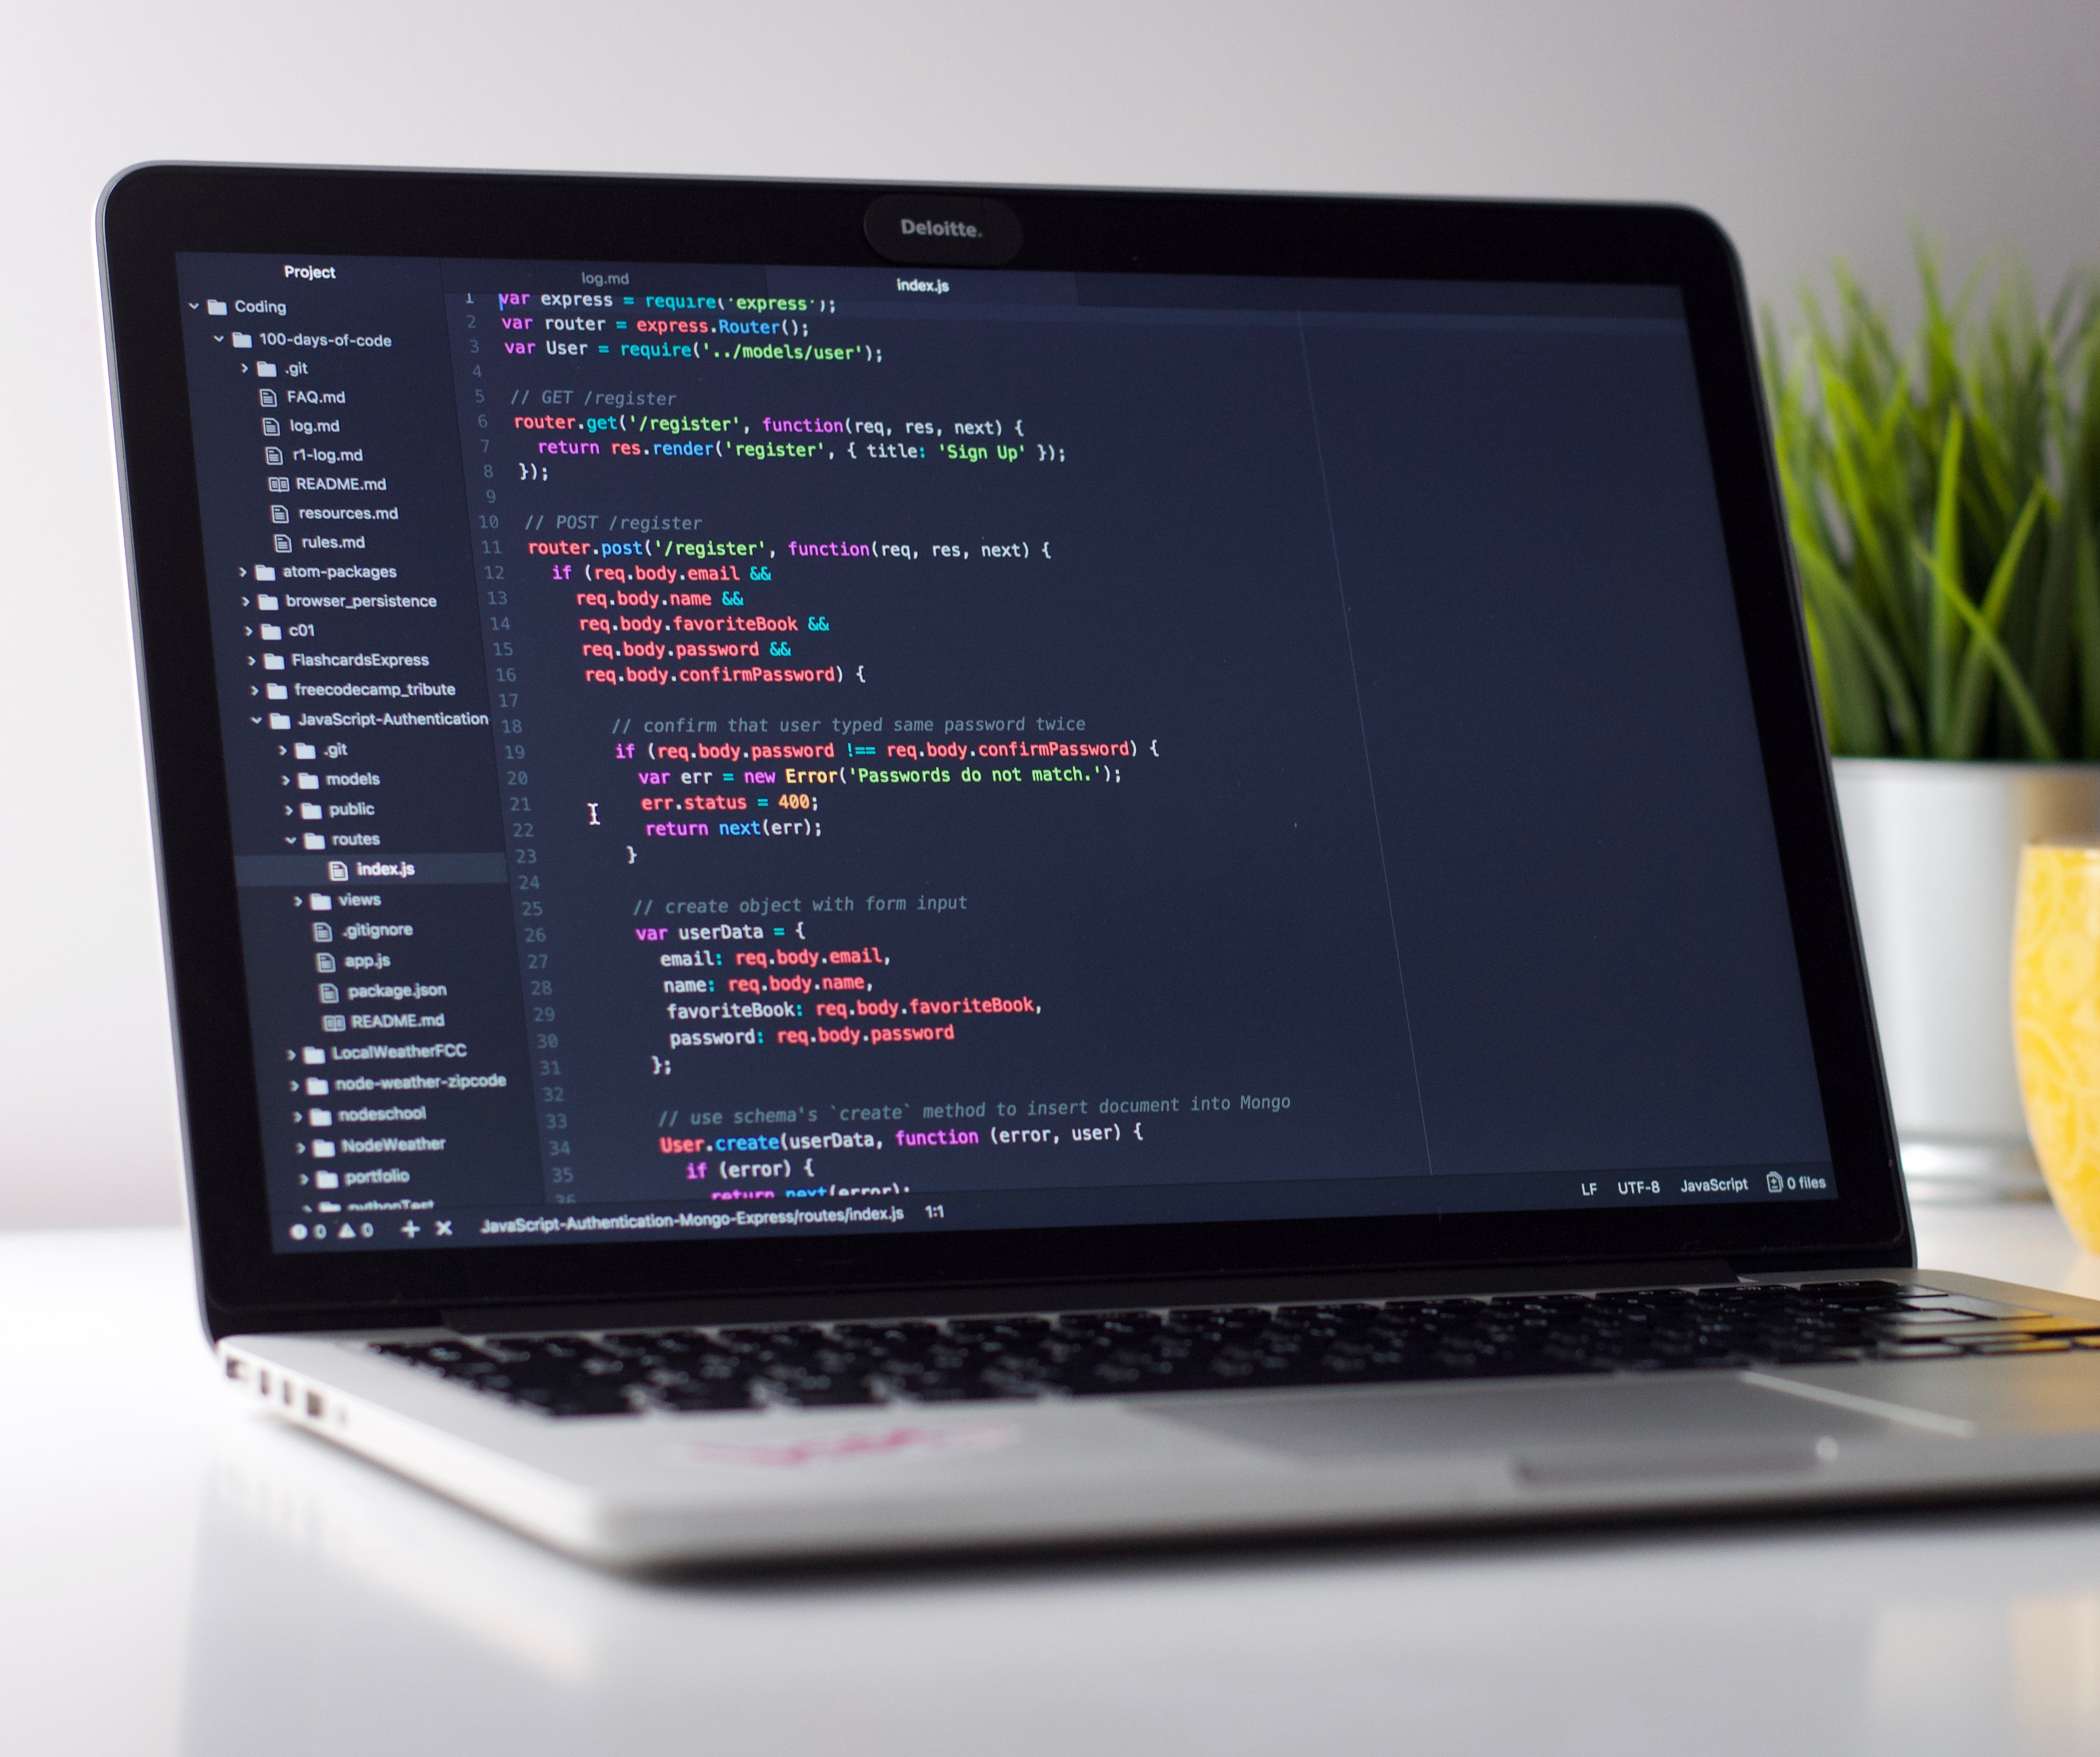 Deloitte.
Project
Coding
100-days-of-code
.git
FAQ.md
log.md
r1-log.md
README.md
resources.md
rules.md
atom-packages
browser_persistence
c01
FlashcardsExpress
freecodecamp_tribute
JavaScript-Authentication
.git
models
public
routes
index.js
views
.gitignore
app.js
package.json
README.md
LocalWeatherFCC
node-weather-zipcode
nodeschool
NodeWeather
portfolio
pythonTest
log.md index.js
1 var express = require('express');
2 var router = express.Router();
3 var User = require('../models/user');
4
5 // GET /register
6 router.get('/register', function(req, res, next) {
7 return res.render('register', { title: 'Sign Up' });
8 });
9
10 // POST /register
11 router.post('/register', function(req, res, next) {
12 if (req.body.email &&
13 req.body.name &&
14 req.body.favoriteBook &&
15 req.body.password &&
16 req.body.confirmPassword) {
17
18 // confirm that user typed same password twice
19 if (req.body.password !== req.body.confirmPassword) {
20 var err = new Error('Passwords do not match.');
21 err.status = 400;
22 return next(err);
23 }
24
25 // create object with form input
26 var userData = {
27 email: req.body.email,
28 name: req.body.name,
29 favoriteBook: req.body.favoriteBook,
30 password: req.body.password
31 };
32
33 // use schema's `create` method to insert document into Mongo
34 User.create(userData, function (error, user) {
35 if (error) {
36 return next(error);
0 0 JavaScript-Authentication-Mongo-Express/routes/index.js 1:1 LF UTF-8 JavaScript 0 files